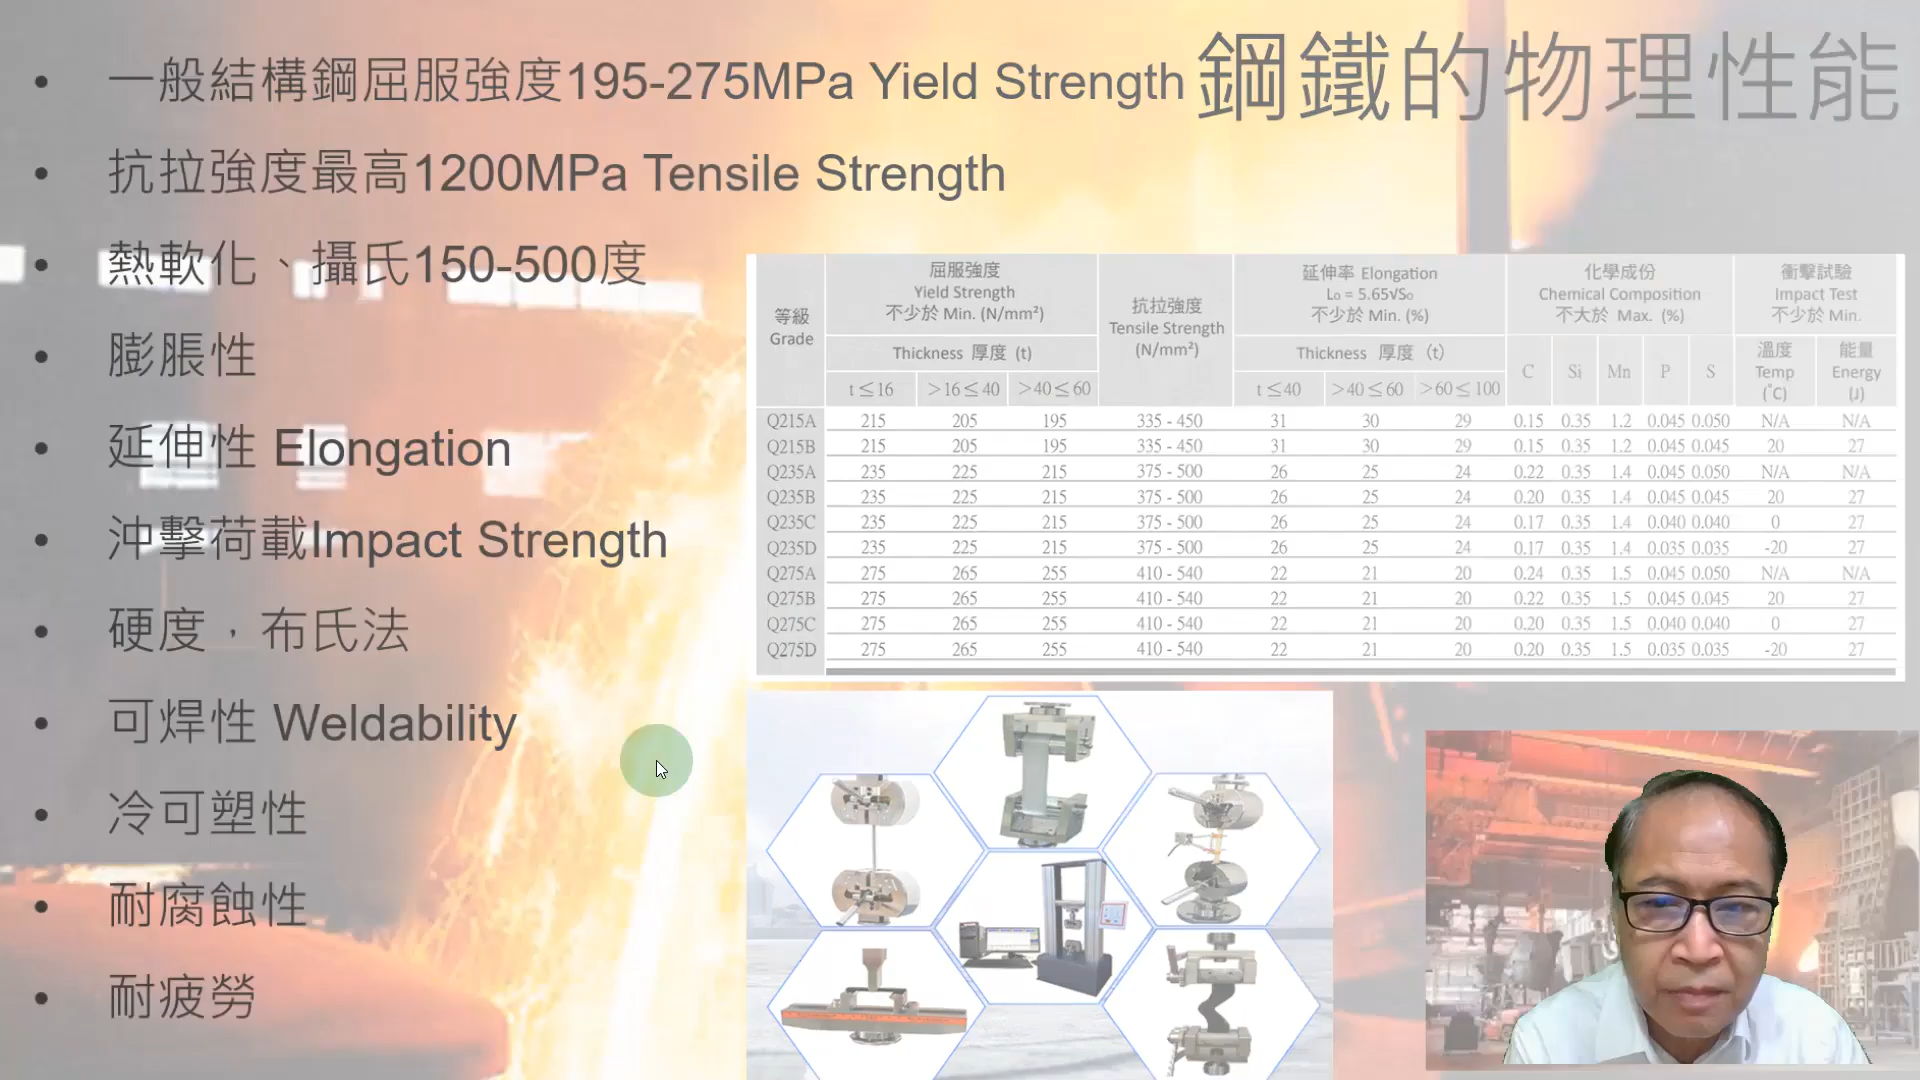 鋼鐵的物理性能
• 一般結構鋼屈服強度195-275MPa Yield Strength
• 抗拉強度最高1200MPa Tensile Strength
• 熱軟化、攝氏150-500度
• 膨脹性
• 延伸性 Elongation
• 沖擊荷載Impact Strength
• 硬度，布氏法
• 可焊性 Weldability
• 冷可塑性
• 耐腐蝕性
• 耐疲勞
等級 Grade
屈服強度 Yield Strength 不少於 Min. (N/mm²)
Thickness 厚度 (t)
t≤16 >16≤40 >40≤60
抗拉強度 Tensile Strength (N/mm²)
延伸率 Elongation L₀ = 5.65√S₀ 不少於 Min. (%)
Thickness 厚度 (t)
t≤40 >40≤60 >60≤100
化學成份 Chemical Composition 不大於 Max. (%)
C Si Mn P S
衝擊試驗 Impact Test 不少於 Min.
溫度 Temp (°C) 能量 Energy (J)
Q215A 215 205 195 335 - 450 31 30 29 0.15 0.35 1.2 0.045 0.050 N/A N/A
Q215B 215 205 195 335 - 450 31 30 29 0.15 0.35 1.2 0.045 0.045 20 27
Q235A 235 225 215 375 - 500 26 25 24 0.22 0.35 1.4 0.045 0.050 N/A N/A
Q235B 235 225 215 375 - 500 26 25 24 0.20 0.35 1.4 0.045 0.045 20 27
Q235C 235 225 215 375 - 500 26 25 24 0.17 0.35 1.4 0.040 0.040 0 27
Q235D 235 225 215 375 - 500 26 25 24 0.17 0.35 1.4 0.035 0.035 -20 27
Q275A 275 265 255 410 - 540 22 21 20 0.24 0.35 1.5 0.045 0.050 N/A N/A
Q275B 275 265 255 410 - 540 22 21 20 0.22 0.35 1.5 0.045 0.045 20 27
Q275C 275 265 255 410 - 540 22 21 20 0.20 0.35 1.5 0.040 0.040 0 27
Q275D 275 265 255 410 - 540 22 21 20 0.20 0.35 1.5 0.035 0.035 -20 27